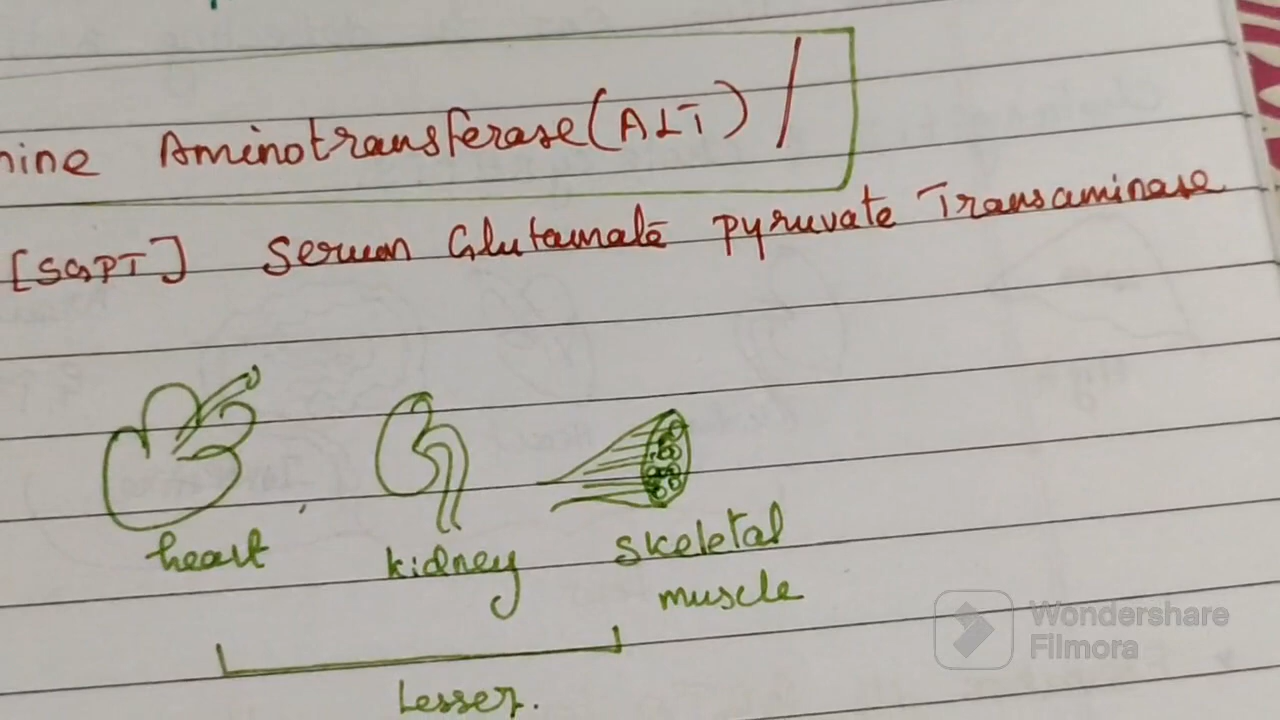 nine Aminotransferase (ALT) /
[SGPT] Serum Glutamate pyruvate Transaminase
heart kidney skeletal muscle
Lesser.
Wondershare
Filmora